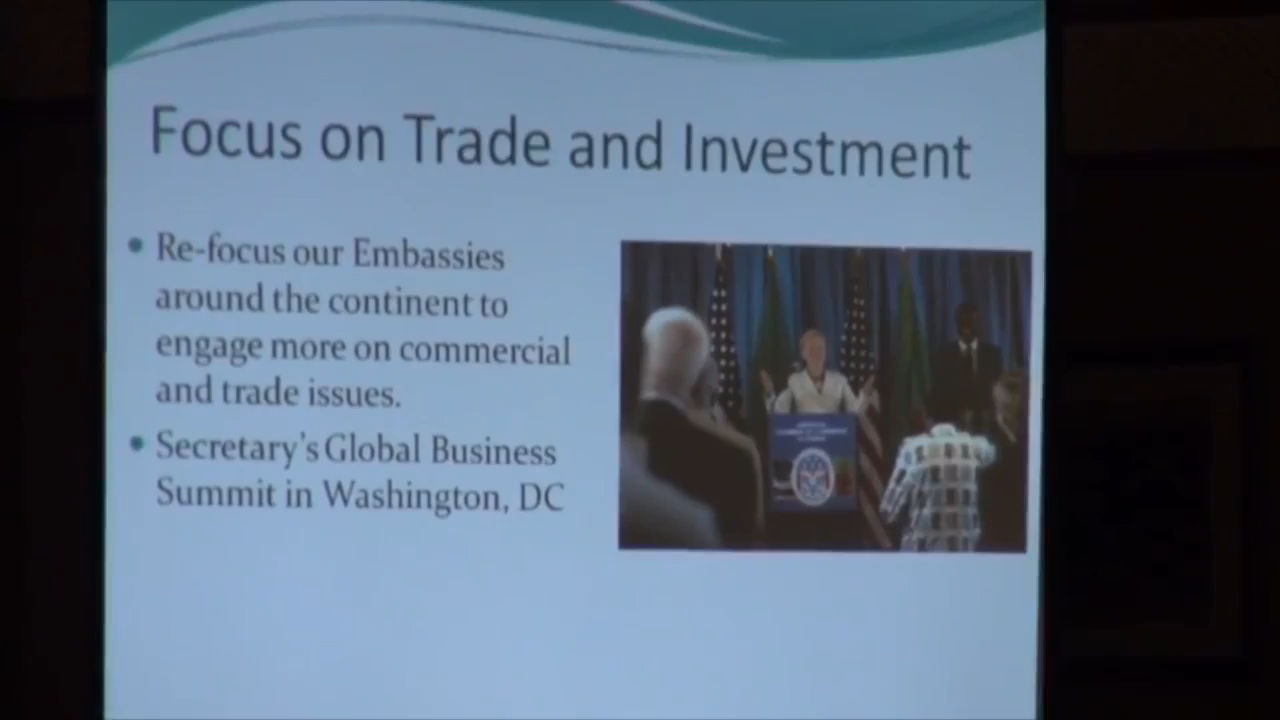 Focus on Trade and Investment
Re-focus our Embassies
around the continent to
engage more on commercial
and trade issues.
Secretary's Global Business
Summit in Washington, DC